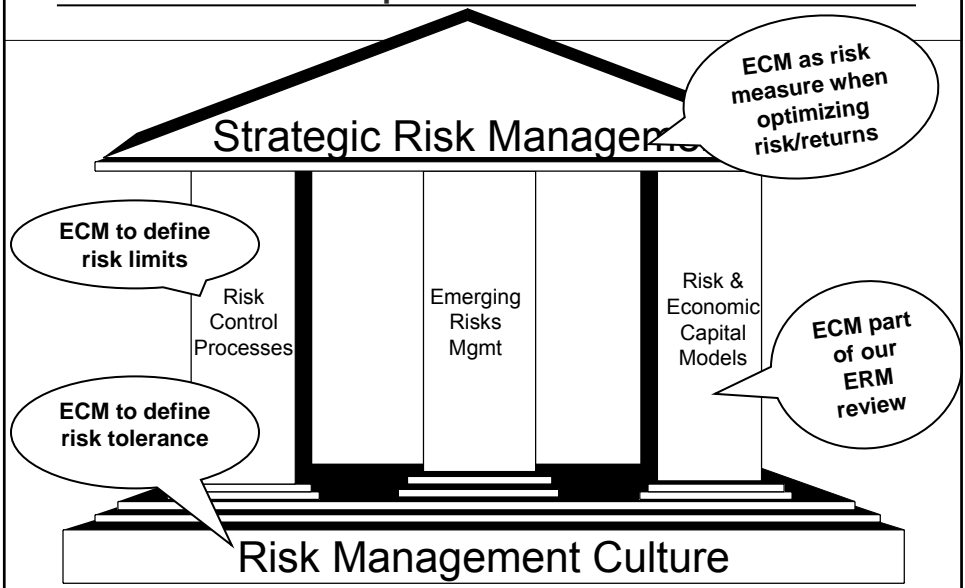 ECM as risk
measure when
optimizing
risk/returns
Strategic Risk
ECM to define
risk limits
Risk
Control
Processes
Emerging
Risks
Mgmt
Risk &
Economic
Capital
Models
ECM part
of our
ERM
review
ECM to define
risk tolerance
Risk Management Culture